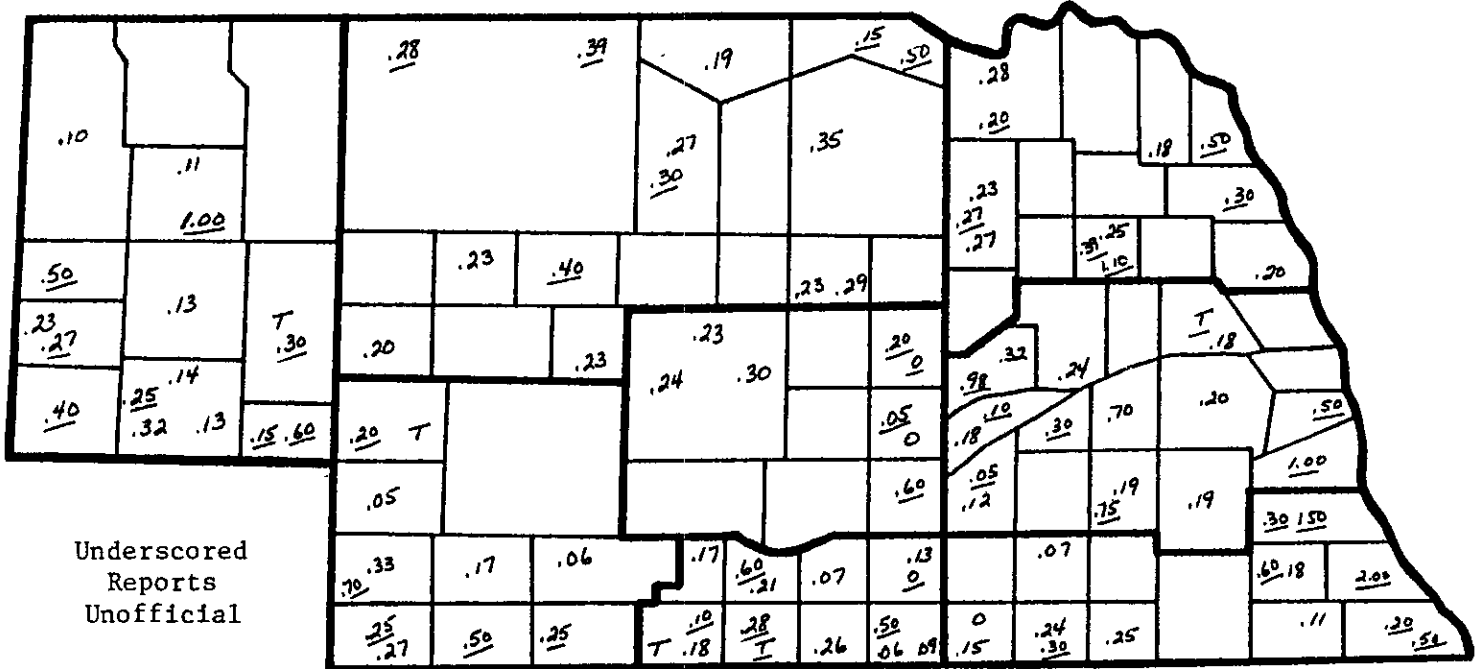 .28 .39 .19 .15 .50 .28
.10 .11 .27 .35 .20 .18 .50
1.00 .30 .23 .27 .27 .30
.50 .23 .40 .23 .29 .39 .25 1.10 .20
.13 T .30 .23 .27
.20 .23 .23 .24 .30 .20 0 .32 .98 .24 T .18
.40 .14 .25 .32 .13 .15 .60 .20 T .05 0 .10 .18 .30 .70 .20 .50
.05 .60 .05 .12 .19 .75 .19 1.00
Underscored
Reports
Unofficial
.33 .70 .17 .06 .17 .60 .21 .07 .13 0 .07 .30 150 .60 .18 2.00
.25 .27 .50 .25 T .10 .18 .28 T .26 .50 .06 .09 0 .15 .24 .30 .25 .11 .20 .50